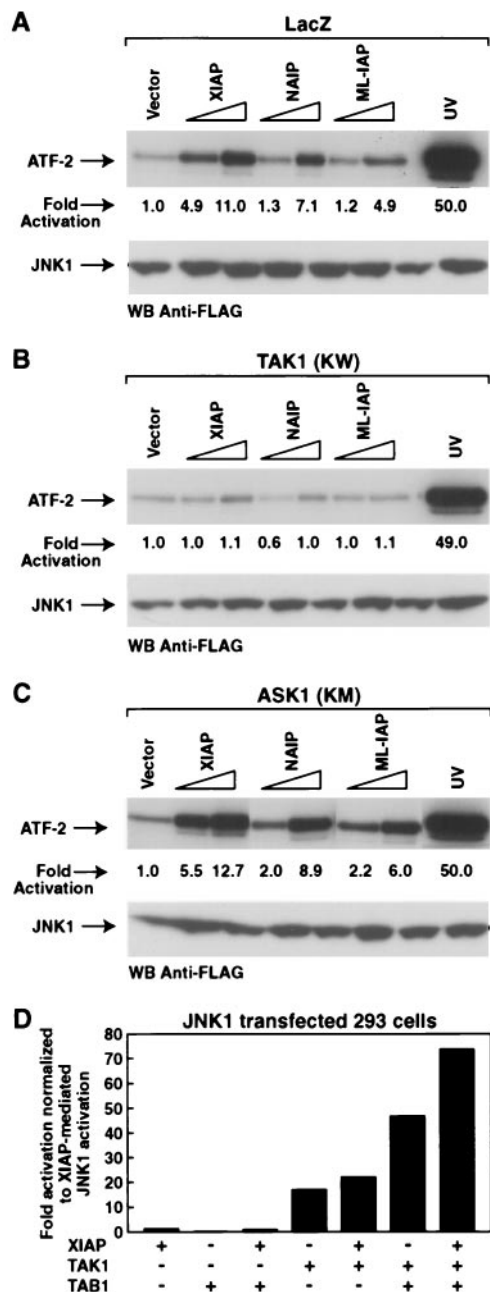 A
LacZ
Vector XIAP NAIP ML-IAP UV
ATF-2
Fold Activation 1.0 4.9 11.0 1.3 7.1 1.2 4.9 50.0
JNK1
WB Anti-FLAG
B
TAK1 (KW)
Vector XIAP NAIP ML-IAP UV
ATF-2
Fold Activation 1.0 1.0 1.1 0.6 1.0 1.0 1.1 49.0
JNK1
WB Anti-FLAG
C
ASK1 (KM)
Vector XIAP NAIP ML-IAP UV
ATF-2
Fold Activation 1.0 5.5 12.7 2.0 8.9 2.2 6.0 50.0
JNK1
WB Anti-FLAG
D
JNK1 transfected 293 cells
Fold activation normalized
to XIAP-mediated
JNK1 activation
80
70
60
50
40
30
20
10
0
XIAP + - + - + - +
TAK1 - - - + + + +
TAB1 - + + - - + +